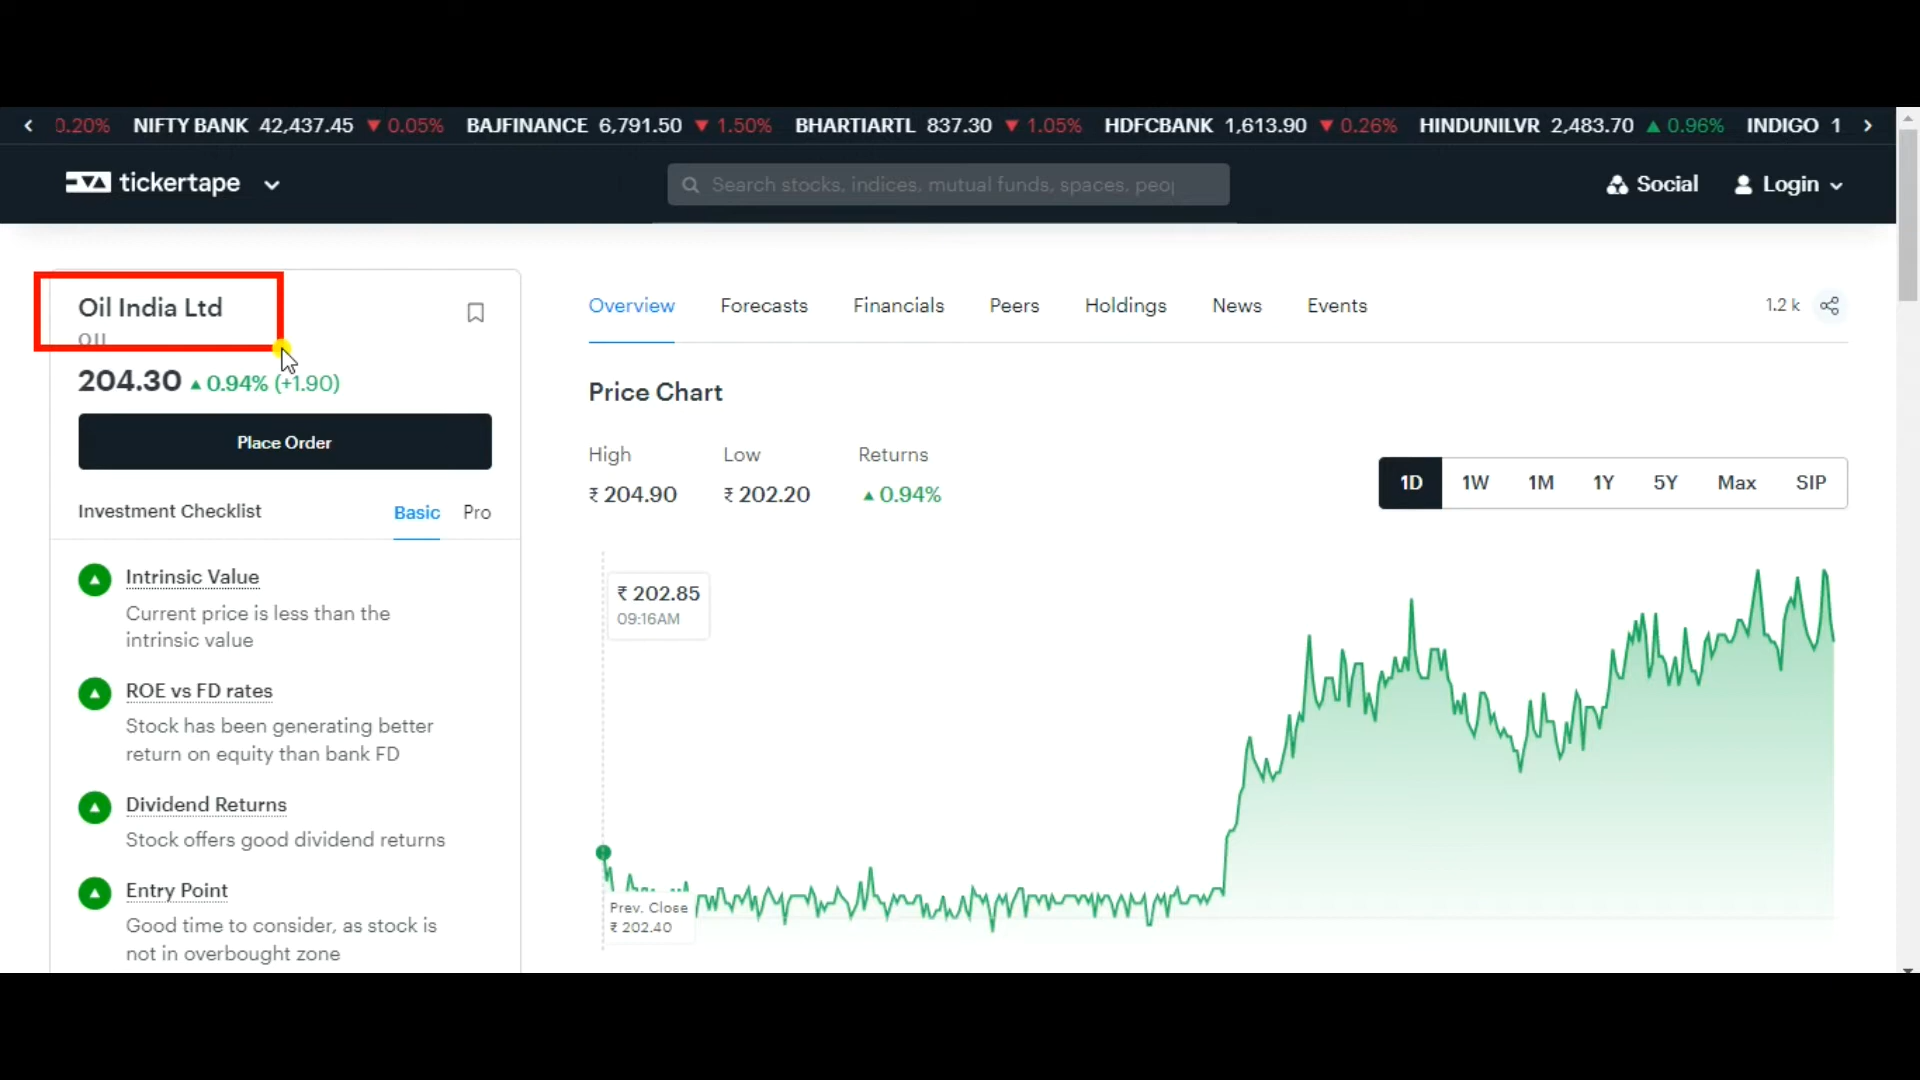 0.20% NIFTY BANK 42,437.45 ▼ 0.05% BAJFINANCE 6,791.50 ▼ 1.50% BHARTIARTL 837.30 ▼ 1.05% HDFCBANK 1,613.90 ▼ 0.26% HINDUNILVR 2,483.70 ▲ 0.96% INDIGO 1
tickertape
Search stocks, indices, mutual funds, spaces, peo
Social
Login
Oil India Ltd
OIL
204.30 ▲ 0.94% (+1.90)
Place Order
Investment Checklist Basic Pro
Intrinsic Value
Current price is less than the
intrinsic value
ROE vs FD rates
Stock has been generating better
return on equity than bank FD
Dividend Returns
Stock offers good dividend returns
Entry Point
Good time to consider, as stock is
not in overbought zone
Overview Forecasts Financials Peers Holdings News Events
1.2 k
Price Chart
High Low Returns
₹ 204.90 ₹ 202.20 ▲ 0.94%
1D 1W 1M 1Y 5Y Max SIP
₹ 202.85
09:16AM
Prev. Close
₹ 202.40